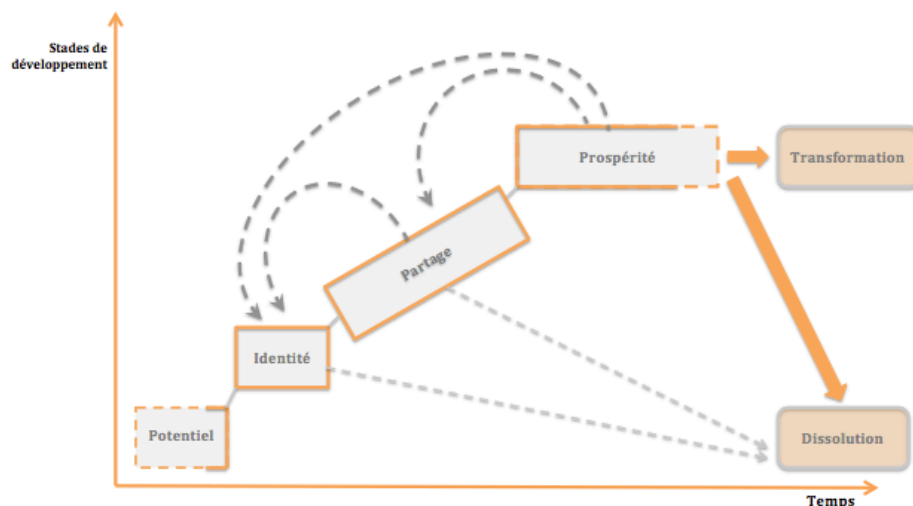 Stades de
développement
Prospérité
Transformation
Partage
Identité
Potentiel
Dissolution
Temps